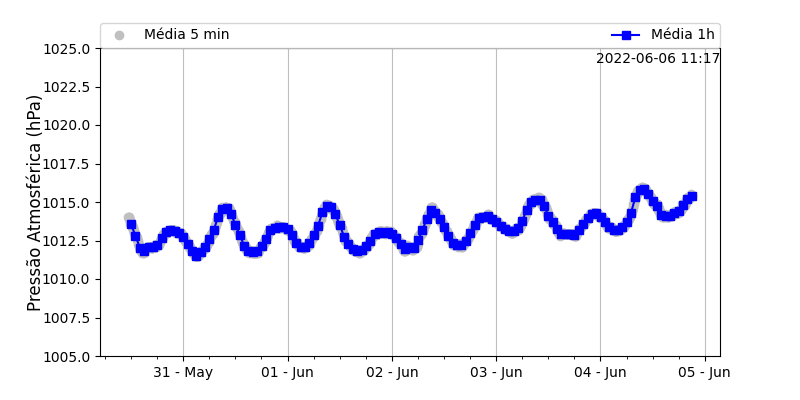 Média 5 min
Média 1h
2022-06-06 11:17
Pressão Atmosférica (hPa)
1025.0
1022.5
1020.0
1017.5
1015.0
1012.5
1010.0
1007.5
1005.0
31 - May
01 - Jun
02 - Jun
03 - Jun
04 - Jun
05 - Jun